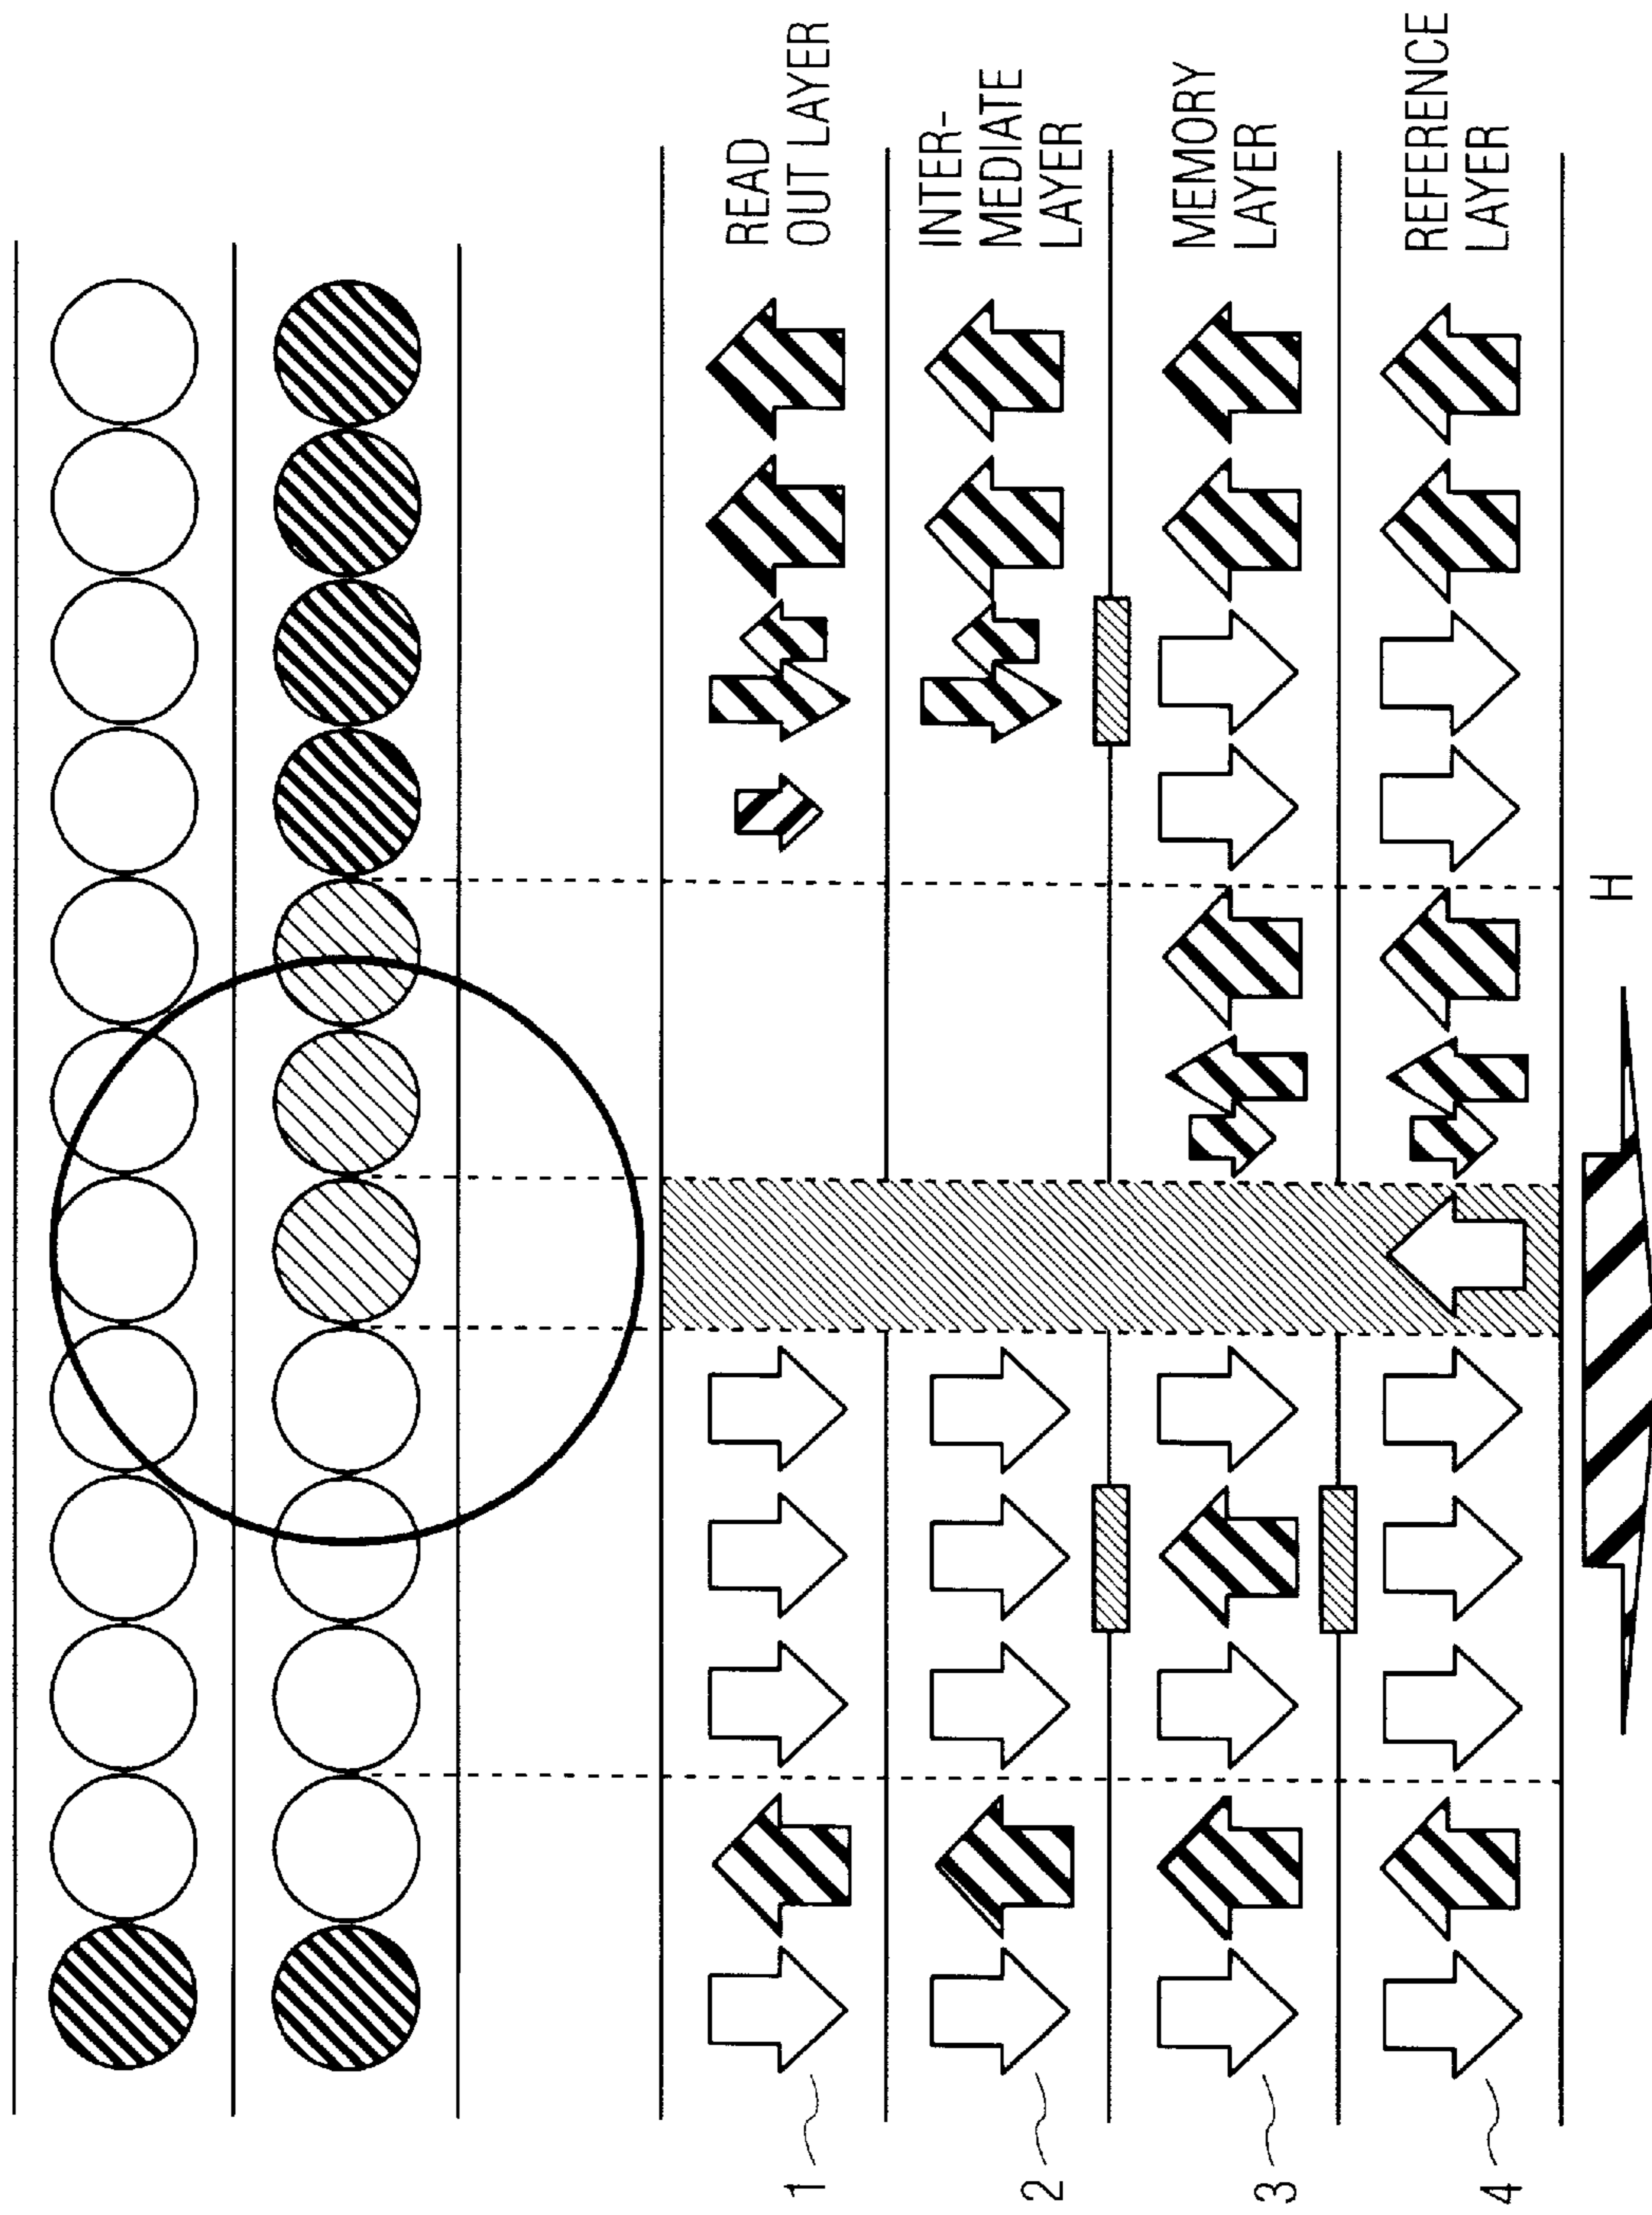 READ
OUT LAYER
INTER-
MEDIATE
LAYER
MEMORY
LAYER
REFERENCE
LAYER
H
1
2
3
4